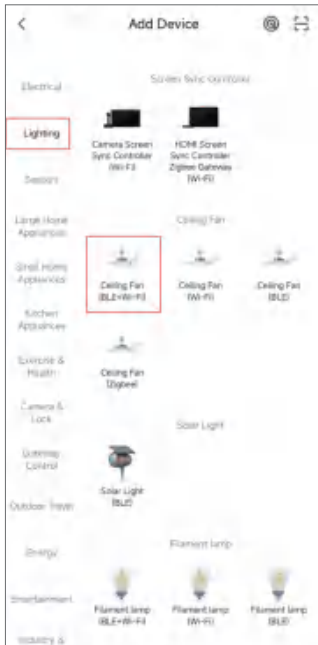 Add Device
Electrical
Lighting
Sensors
Large Home
Appliances
Small Home
Appliances
Kitchen
Appliances
Exercise &
Health
Camera &
Lock
Gateway
Control
Outdoor Travel
Energy
Entertainment
Industry &
Screen Sync Controller
Camera Screen
Sync Controller
(Wi-Fi)
HDMI Screen
Sync Controller
Zigbee Gateway
(Wi-Fi)
Ceiling Fan
Ceiling Fan
(BLE+Wi-Fi)
Ceiling Fan
(Wi-Fi)
Ceiling Fan
(BLE)
Ceiling Fan
(Zigbee)
Solar Light
Solar Light
(BLE)
Filament lamp
Filament lamp
(BLE+Wi-Fi)
Filament lamp
(Wi-Fi)
Filament lamp
(BLE)